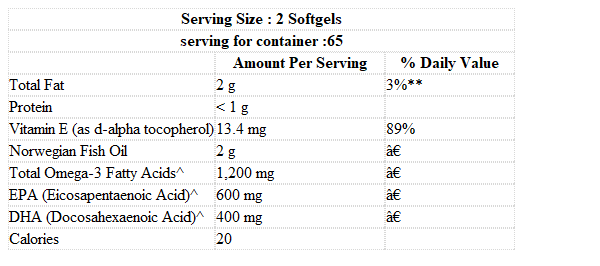 Serving Size : 2 Softgels
serving for container :65
Amount Per Serving % Daily Value
Total Fat 2 g 3%**
Protein < 1 g
Vitamin E (as d-alpha tocopherol) 13.4 mg 89%
Norwegian Fish Oil 2 g â€
Total Omega-3 Fatty Acids^ 1,200 mg â€
EPA (Eicosapentaenoic Acid)^ 600 mg â€
DHA (Docosahexaenoic Acid)^ 400 mg â€
Calories 20